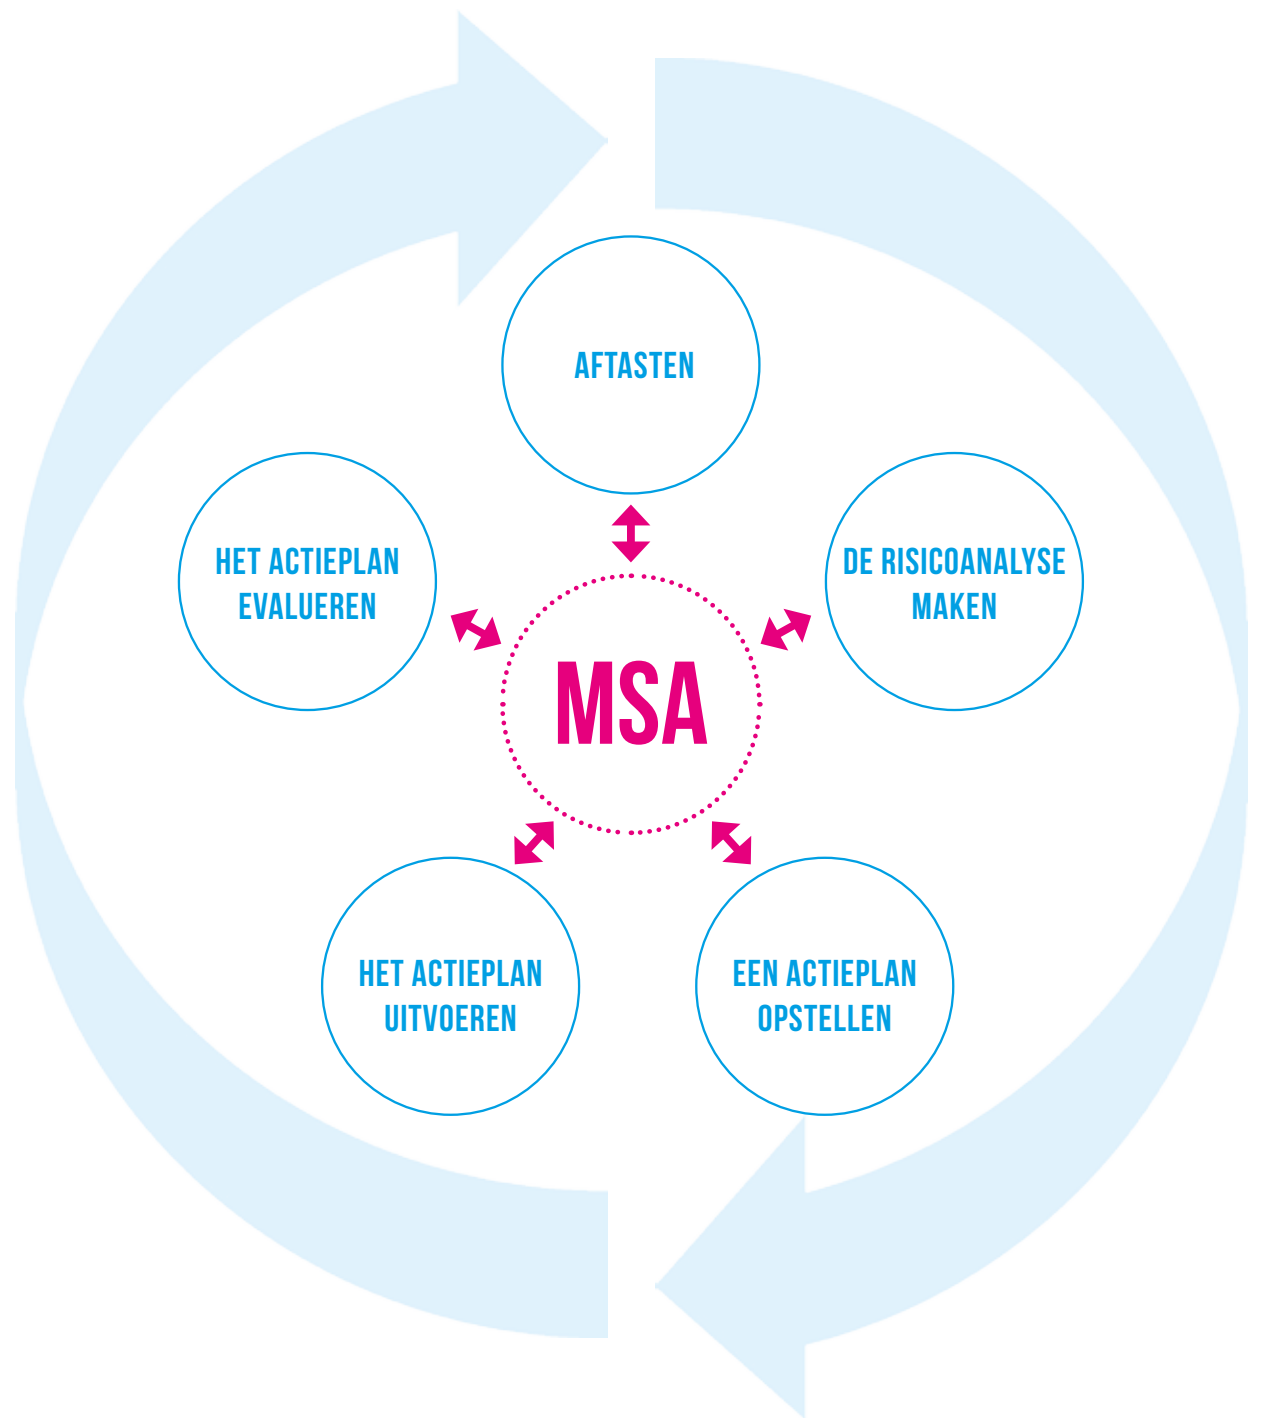 AFTASTEN
HET ACTIEPLAN
EVALUEREN
DE RISICOANALYSE
MAKEN
MSA
HET ACTIEPLAN
UITVOEREN
EEN ACTIEPLAN
OPSTELLEN